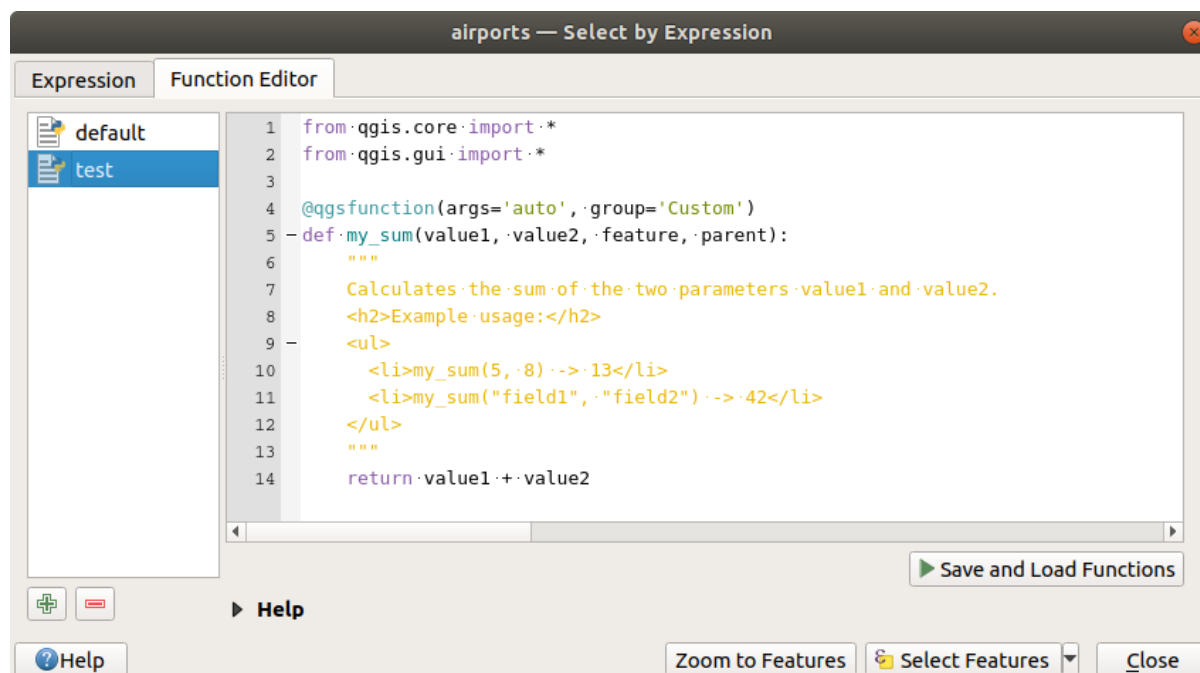 airports — Select by Expression
Expression Function Editor
default
test
1 from qgis.core import *
2 from qgis.gui import *
3
4 @qgsfunction(args='auto', group='Custom')
5 def my_sum(value1, value2, feature, parent):
6     """
7     Calculates the sum of the two parameters value1 and value2.
8     <h2>Example usage:</h2>
9     <ul>
10       <li>my_sum(5, 8) -> 13</li>
11       <li>my_sum("field1", "field2") -> 42</li>
12     </ul>
13     """
14     return value1 + value2
Save and Load Functions
Help
Help Zoom to Features Select Features Close